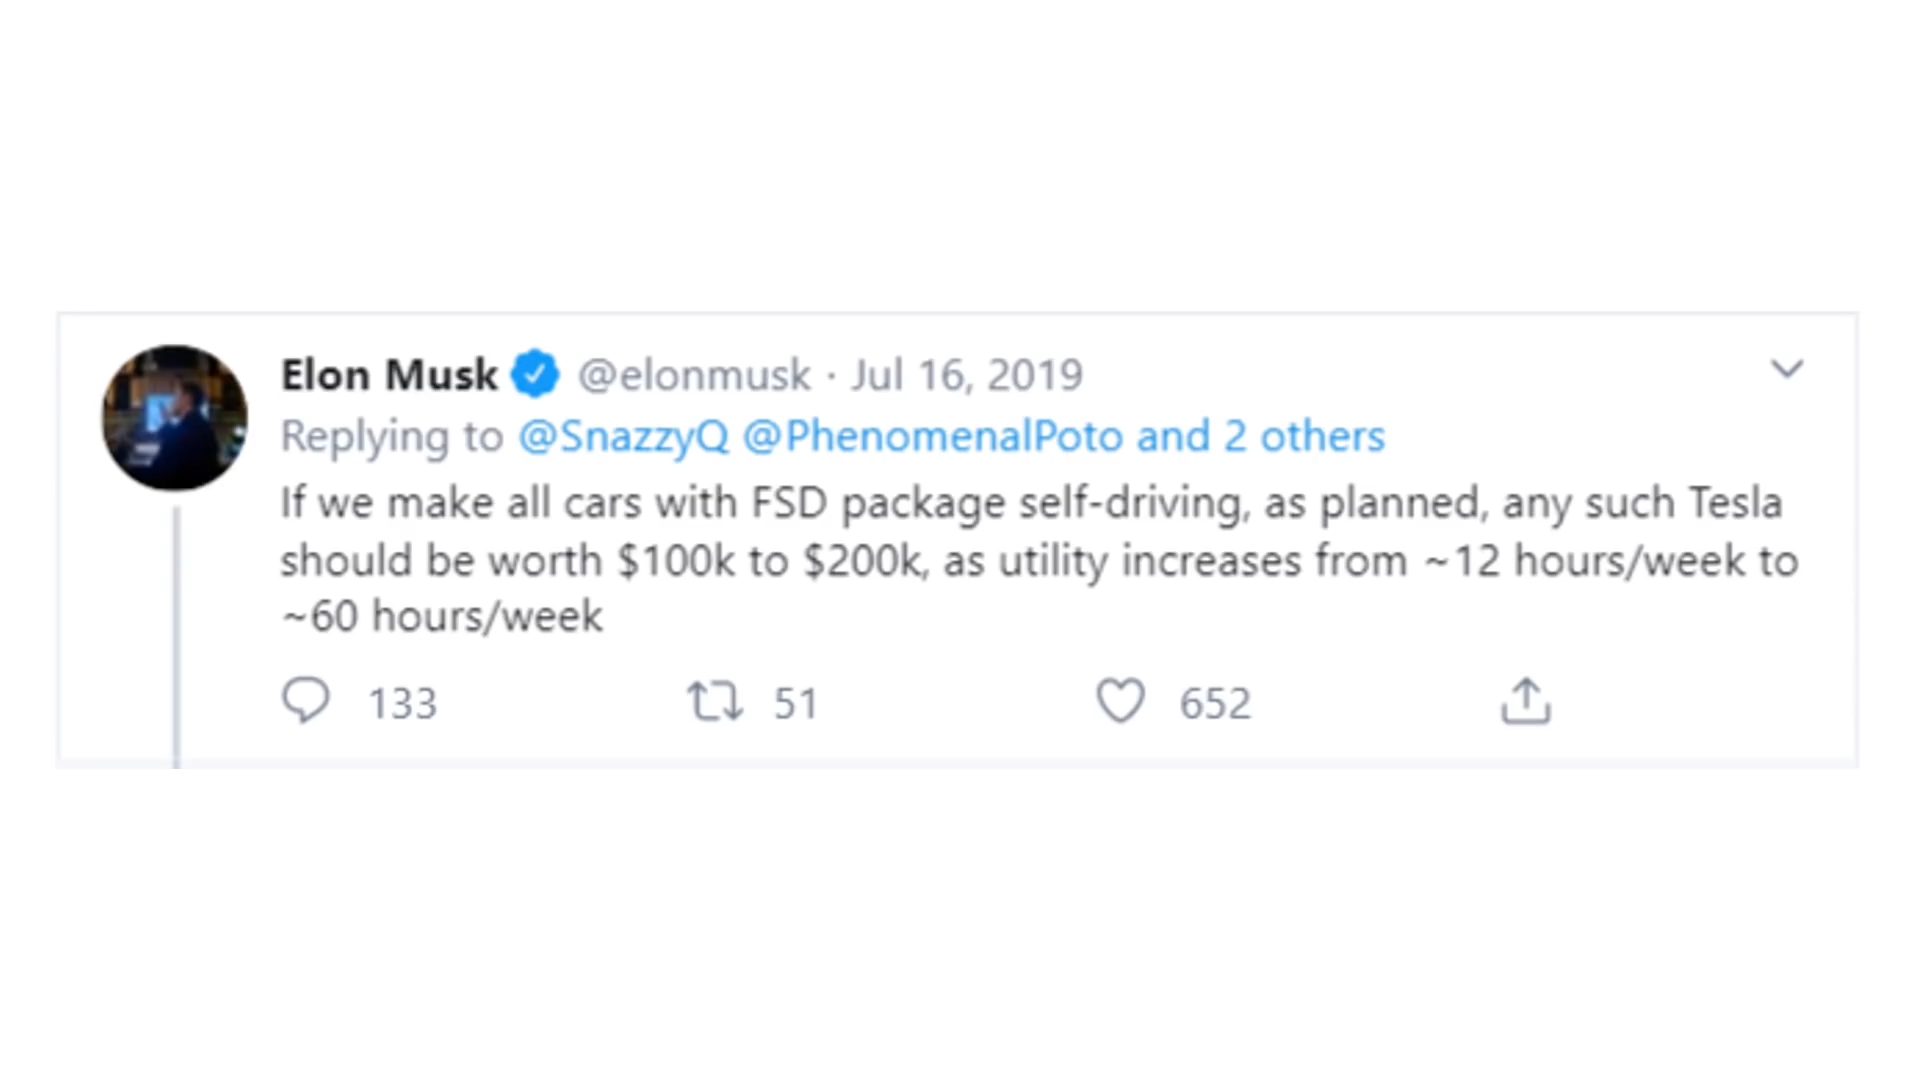 Elon Musk @elonmusk · Jul 16, 2019
Replying to @SnazzyQ @PhenomenalPoto and 2 others
If we make all cars with FSD package self-driving, as planned, any such Tesla
should be worth $100k to $200k, as utility increases from ~12 hours/week to
~60 hours/week
133 51 652